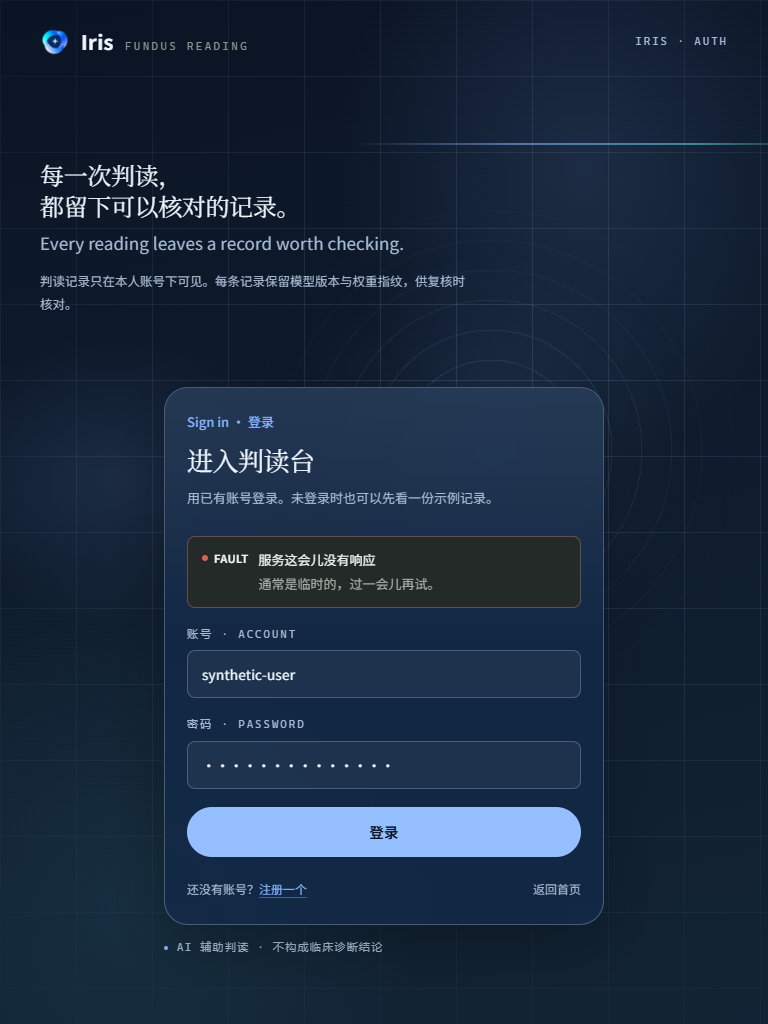 Iris FUNDUS READING
IRIS · AUTH
每一次判读，
都留下可以核对的记录。
Every reading leaves a record worth checking.
判读记录只在本人账号下可见。每条记录保留模型版本与权重指纹，供复核时
核对。
Sign in · 登录
进入判读台
用已有账号登录。未登录时也可以先看一份示例记录。
FAULT 服务这会儿没有响应
通常是临时的，过一会儿再试。
账号 · ACCOUNT
synthetic-user
密码 · PASSWORD
••••••••••••••
登录
还没有账号？注册一个
返回首页
AI 辅助判读 · 不构成临床诊断结论